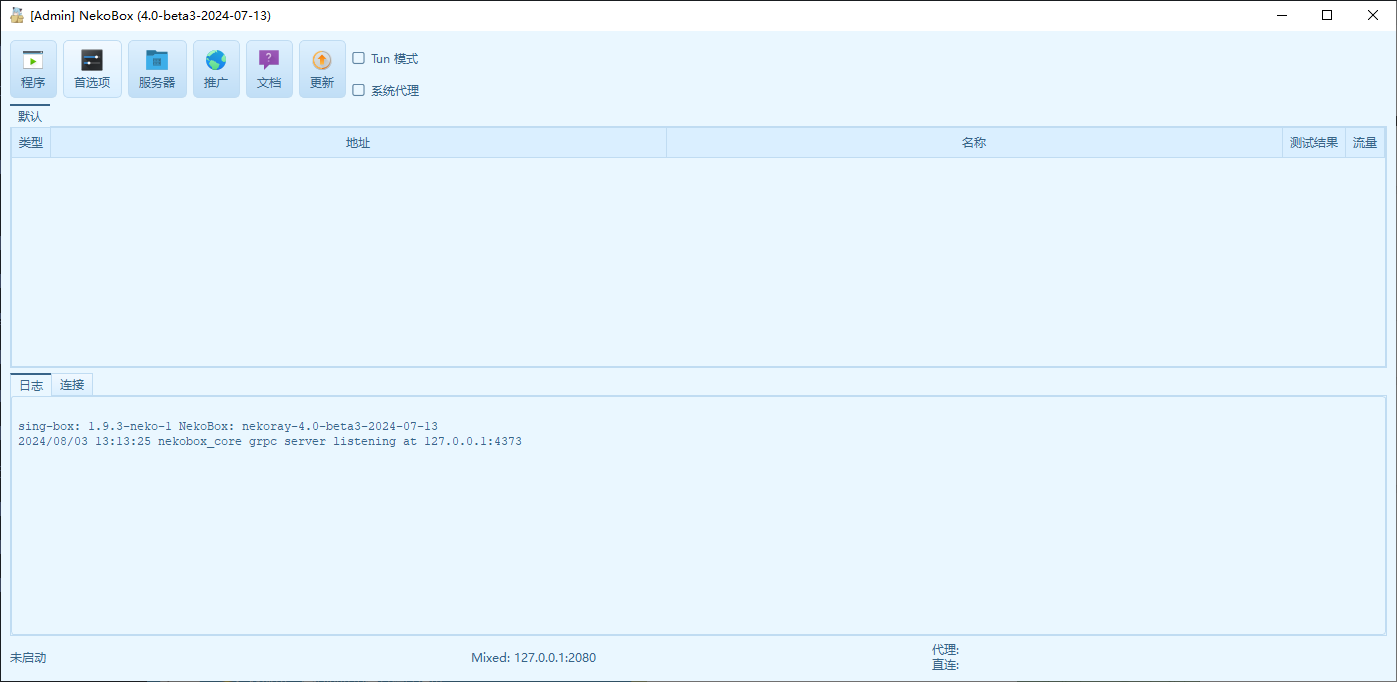 [Admin] NekoBox (4.0-beta3-2024-07-13)
程序 首选项 服务器 推广 文档 更新
Tun 模式
系统代理
默认
类型 地址 名称 测试结果 流量
日志 连接
sing-box: 1.9.3-neko-1 NekoBox: nekoray-4.0-beta3-2024-07-13
2024/08/03 13:13:25 nekobox_core grpc server listening at 127.0.0.1:4373
未启动 Mixed: 127.0.0.1:2080
代理:
直连: